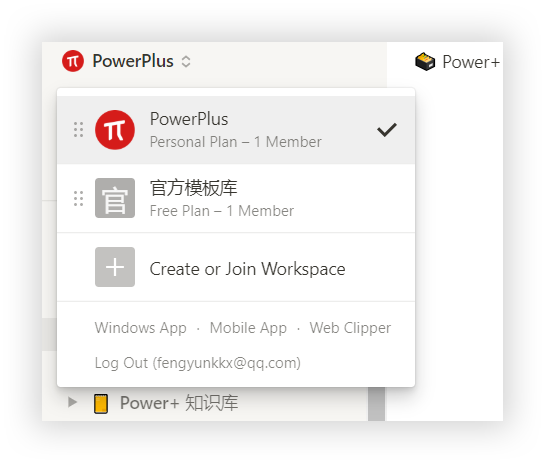 PowerPlus
Power+
PowerPlus
Personal Plan – 1 Member
官方模板库
官
Free Plan – 1 Member
Create or Join Workspace
Windows App · Mobile App · Web Clipper
Log Out (fengyunkkx@qq.com)
Power+ 知识库